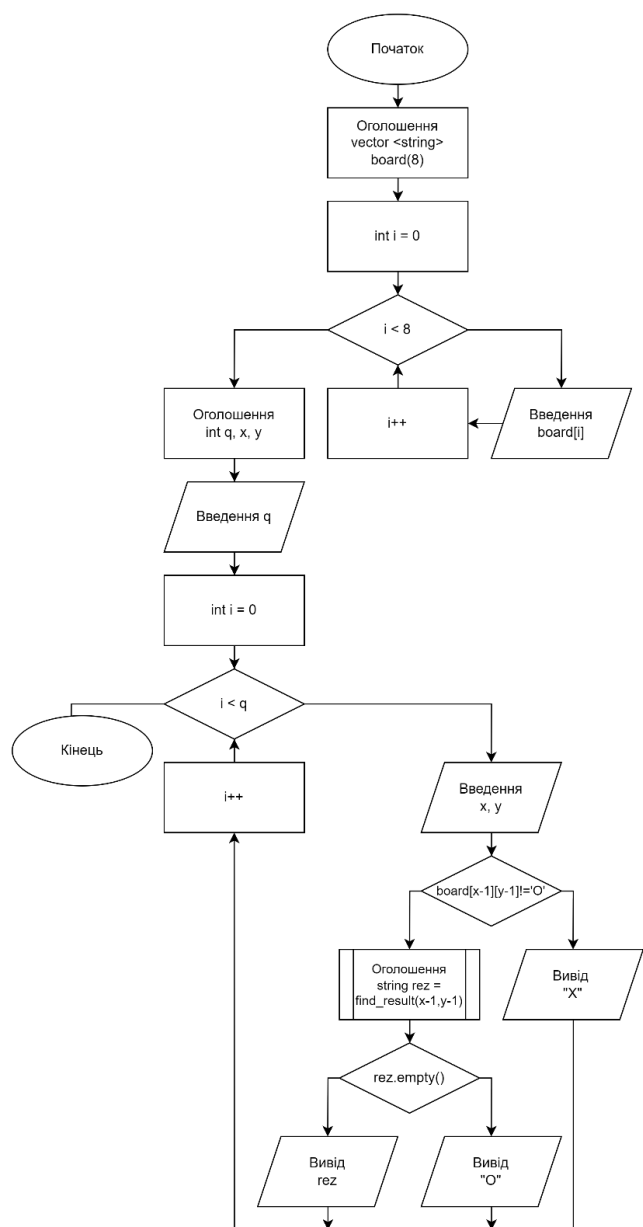 Початок
Оголошення
vector <string>
board(8)
int i = 0
i < 8
Оголошення
int q, x, y
i++
Введення
board[i]
Введення q
int i = 0
i < q
Кінець
i++
Введення
x, y
board[x-1][y-1]!='O'
Оголошення
string rez =
find_result(x-1,y-1)
Вивід
"X"
rez.empty()
Вивід
rez
Вивід
"O"